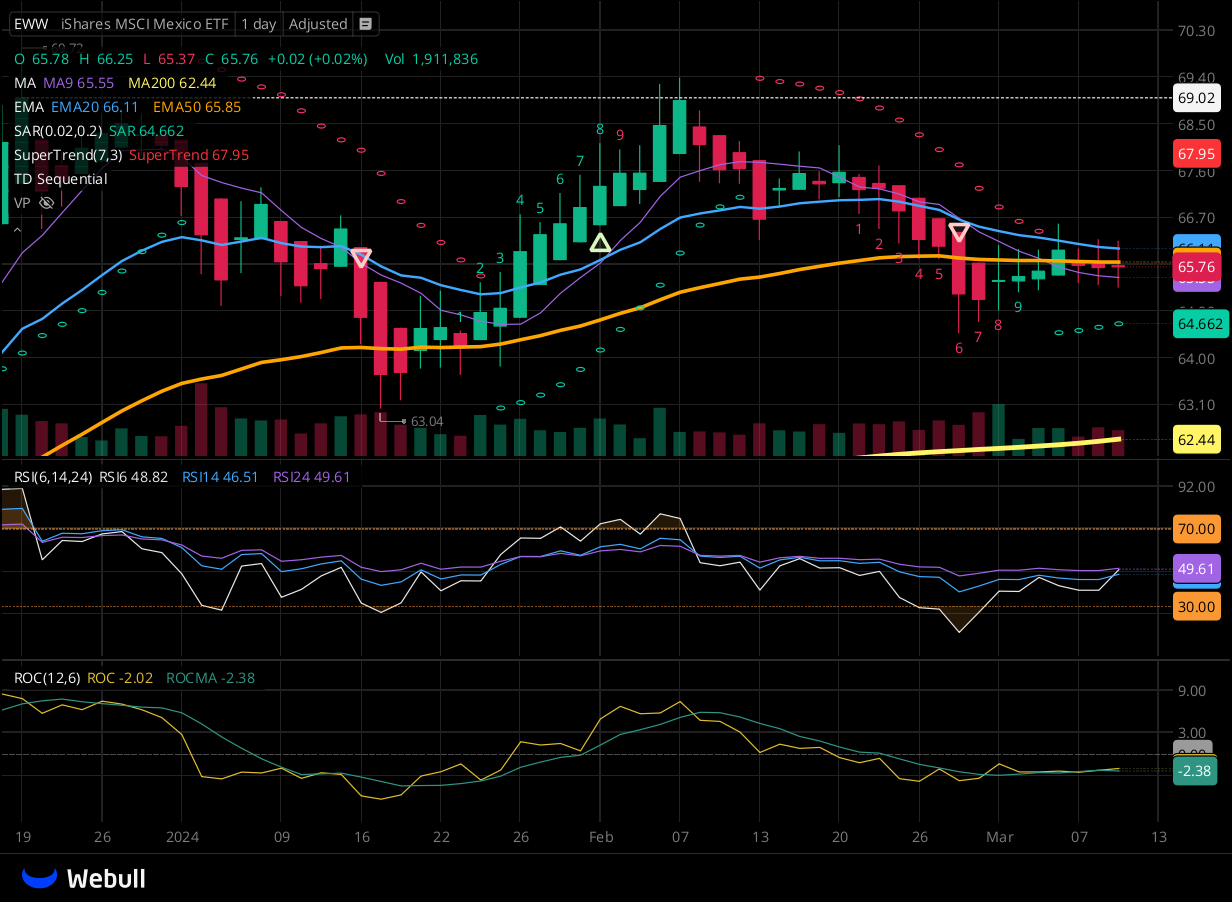 EWW iShares MSCI Mexico ETF 1 day Adjusted
70.30
O 65.78 H 66.25 L 65.37 C 65.76 +0.02 (+0.02%) Vol 1,911,836
69.40
MA MA9 65.55 MA200 62.44
69.02
EMA EMA20 66.11 EMA50 65.85
68.50
SAR(0.02,0.2) SAR 64.662
SuperTrend(7,3) SuperTrend 67.95
67.95
TD Sequential
67.60
VP
8 9
7
6
4 5
66.70
1
2
3
4 5
2 3
65.76
9
8
7
6
1
64.662
64.00
63.04
63.10
62.44
RSI(6,14,24) RSI6 48.82 RSI14 46.51 RSI24 49.61
92.00
70.00
49.61
30.00
ROC(12,6) ROC -2.02 ROCMA -2.38
9.00
3.00
-2.38
19 26 2024 09 16 22 26 Feb 07 13 20 26 Mar 07 13
Webull